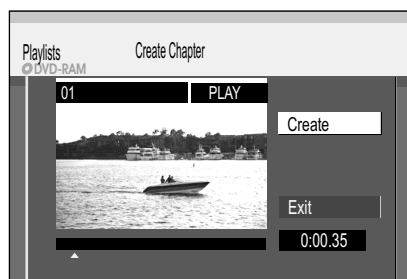 Playlists Create Chapter
DVD-RAM
01 PLAY
Create
Exit
0:00.35